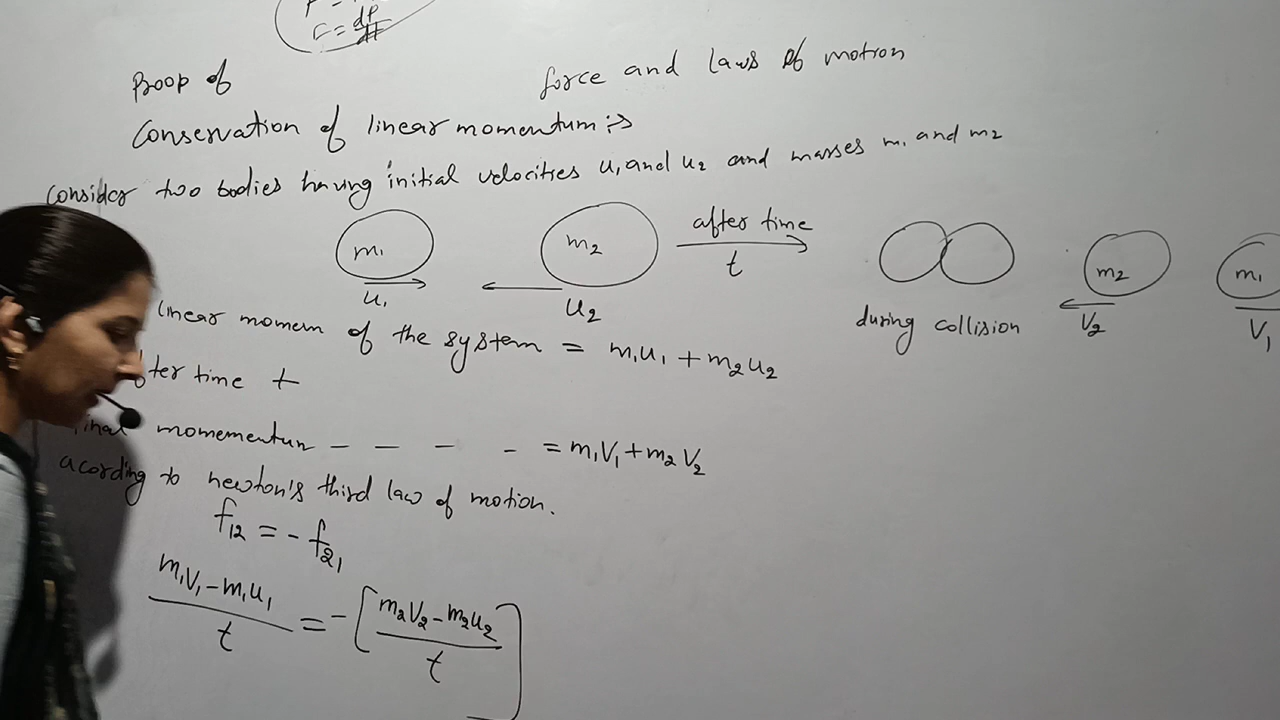 F = dP/dt
Proop of
force and laws of motion
Conservation of linear momentum :→
Consider two bodies having initial velocities u₁ and u₂ and masses m₁ and m₂
m₁ m₂ after time m₂ m₁
u₁ u₂ t during collision V₂ V₁
linear momem of the system = m₁u₁ + m₂u₂
ter time t
momementun - - - - = m₁V₁ + m₂V₂
acording to newton's third law of motion.
f₁₂ = - f₂₁
(m₁V₁ - m₁u₁)/t = - [(m₂V₂ - m₂u₂)/t]